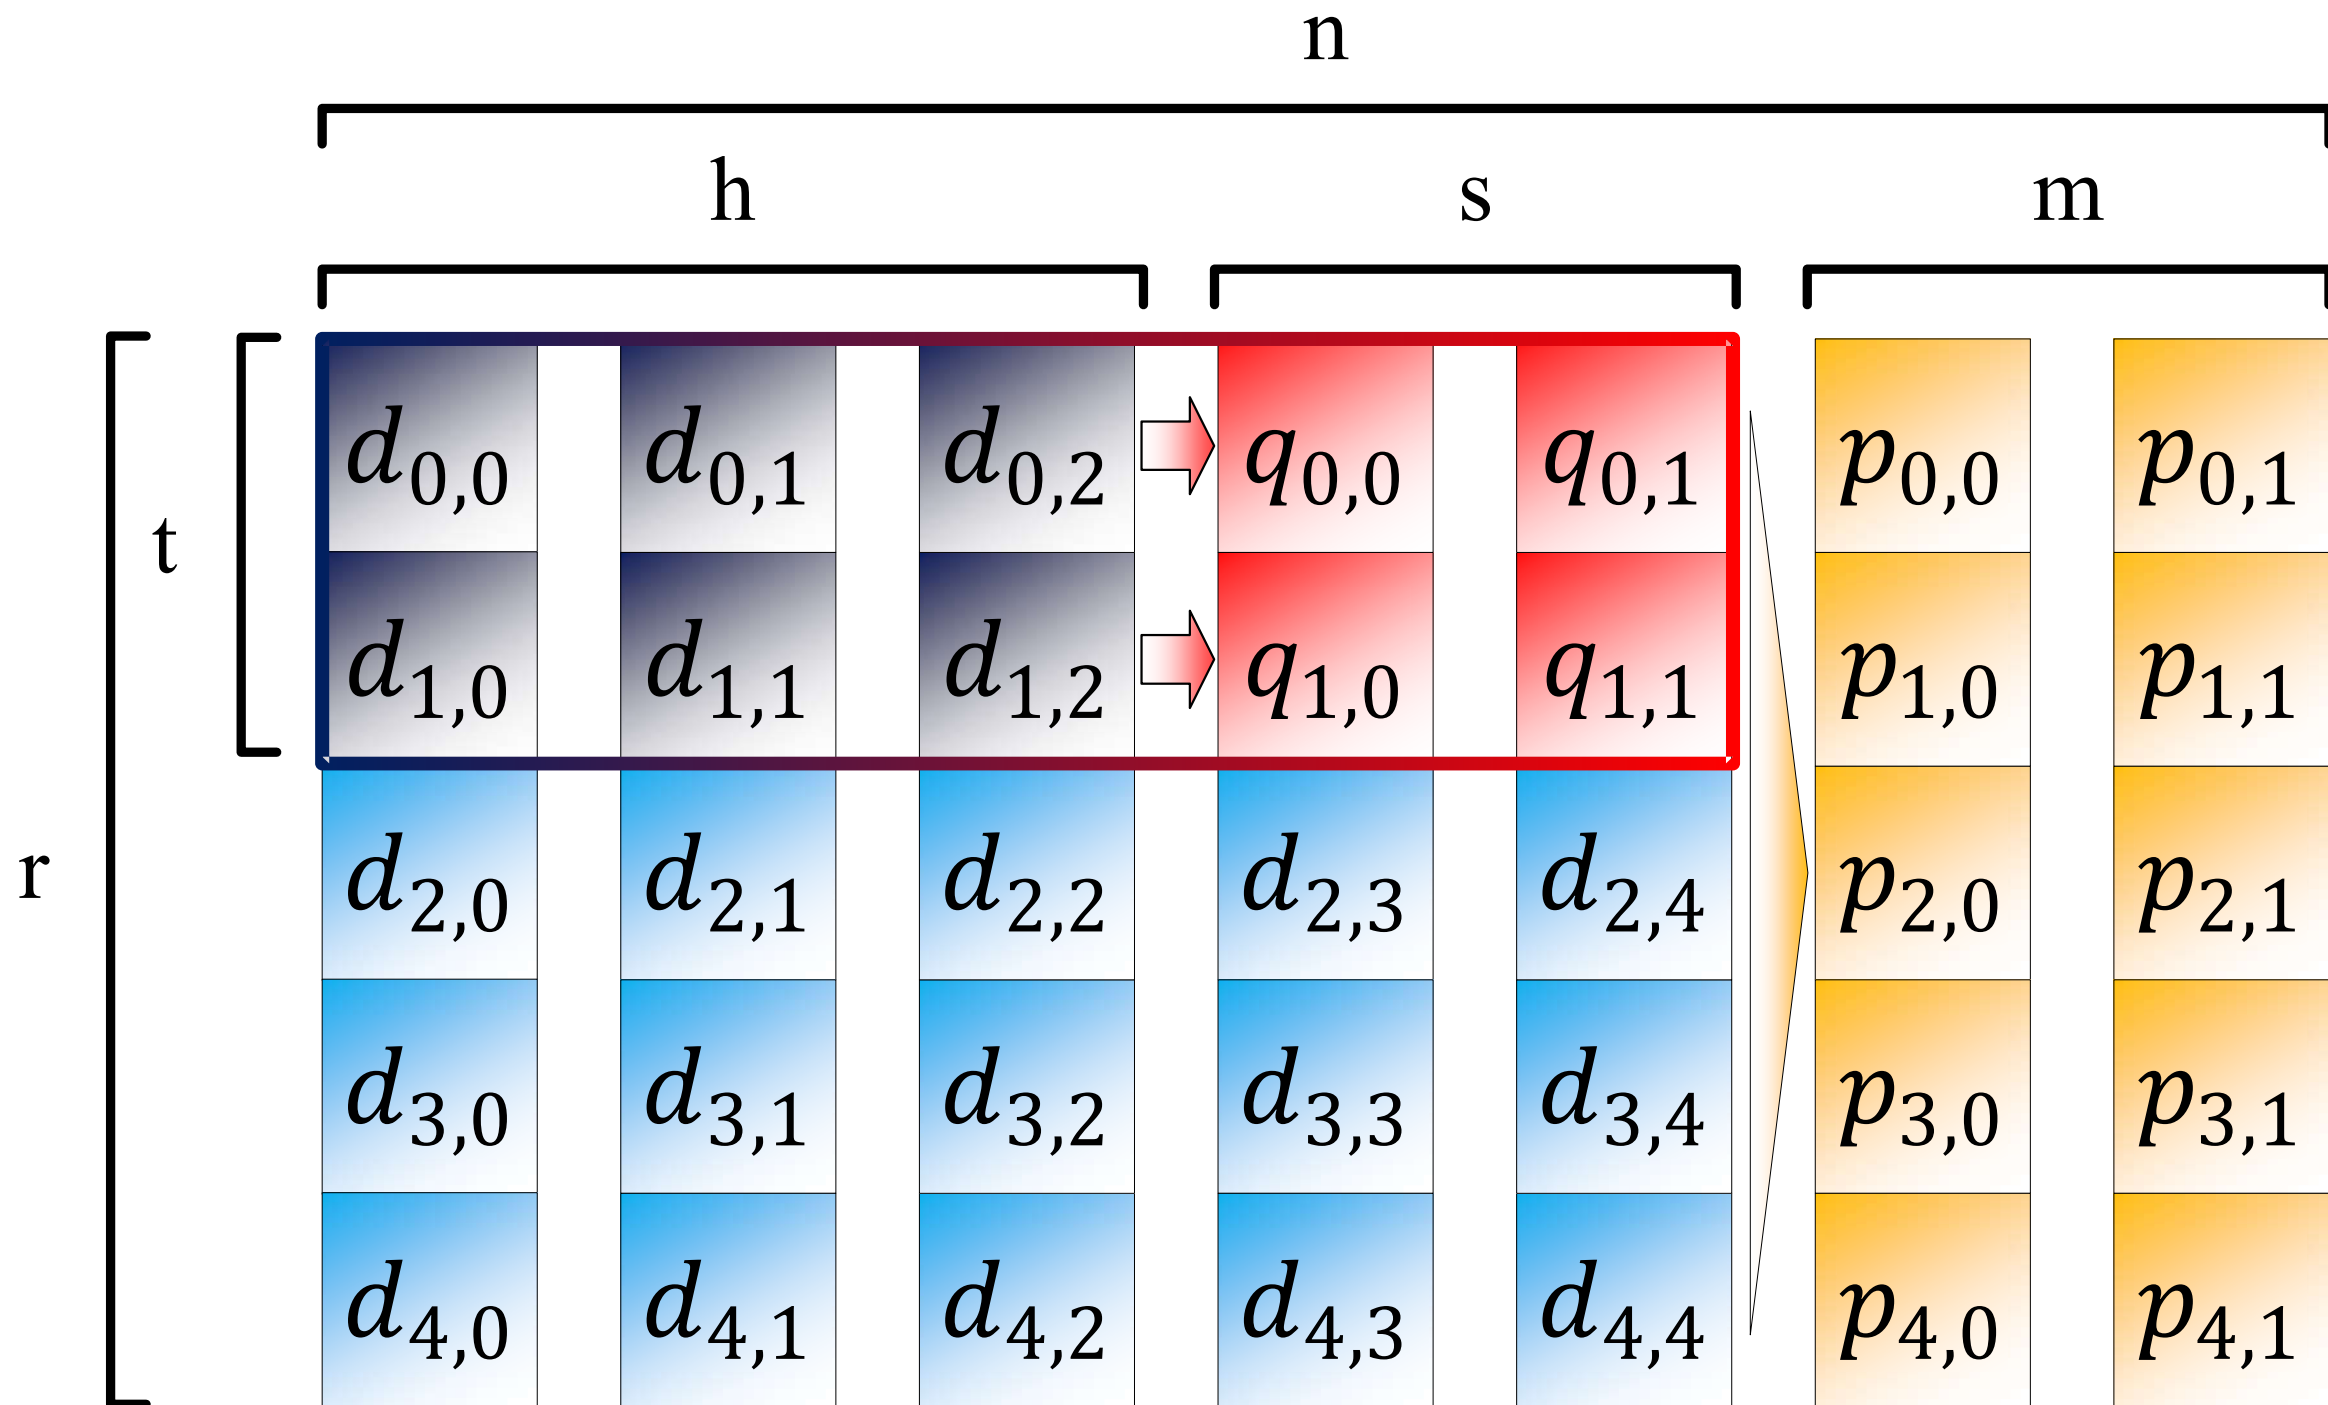 n
h s m
d0,0 d0,1 d0,2 q0,0 q0,1 p0,0 p0,1
t
d1,0 d1,1 d1,2 q1,0 q1,1 p1,0 p1,1
r
d2,0 d2,1 d2,2 d2,3 d2,4 p2,0 p2,1
d3,0 d3,1 d3,2 d3,3 d3,4 p3,0 p3,1
d4,0 d4,1 d4,2 d4,3 d4,4 p4,0 p4,1